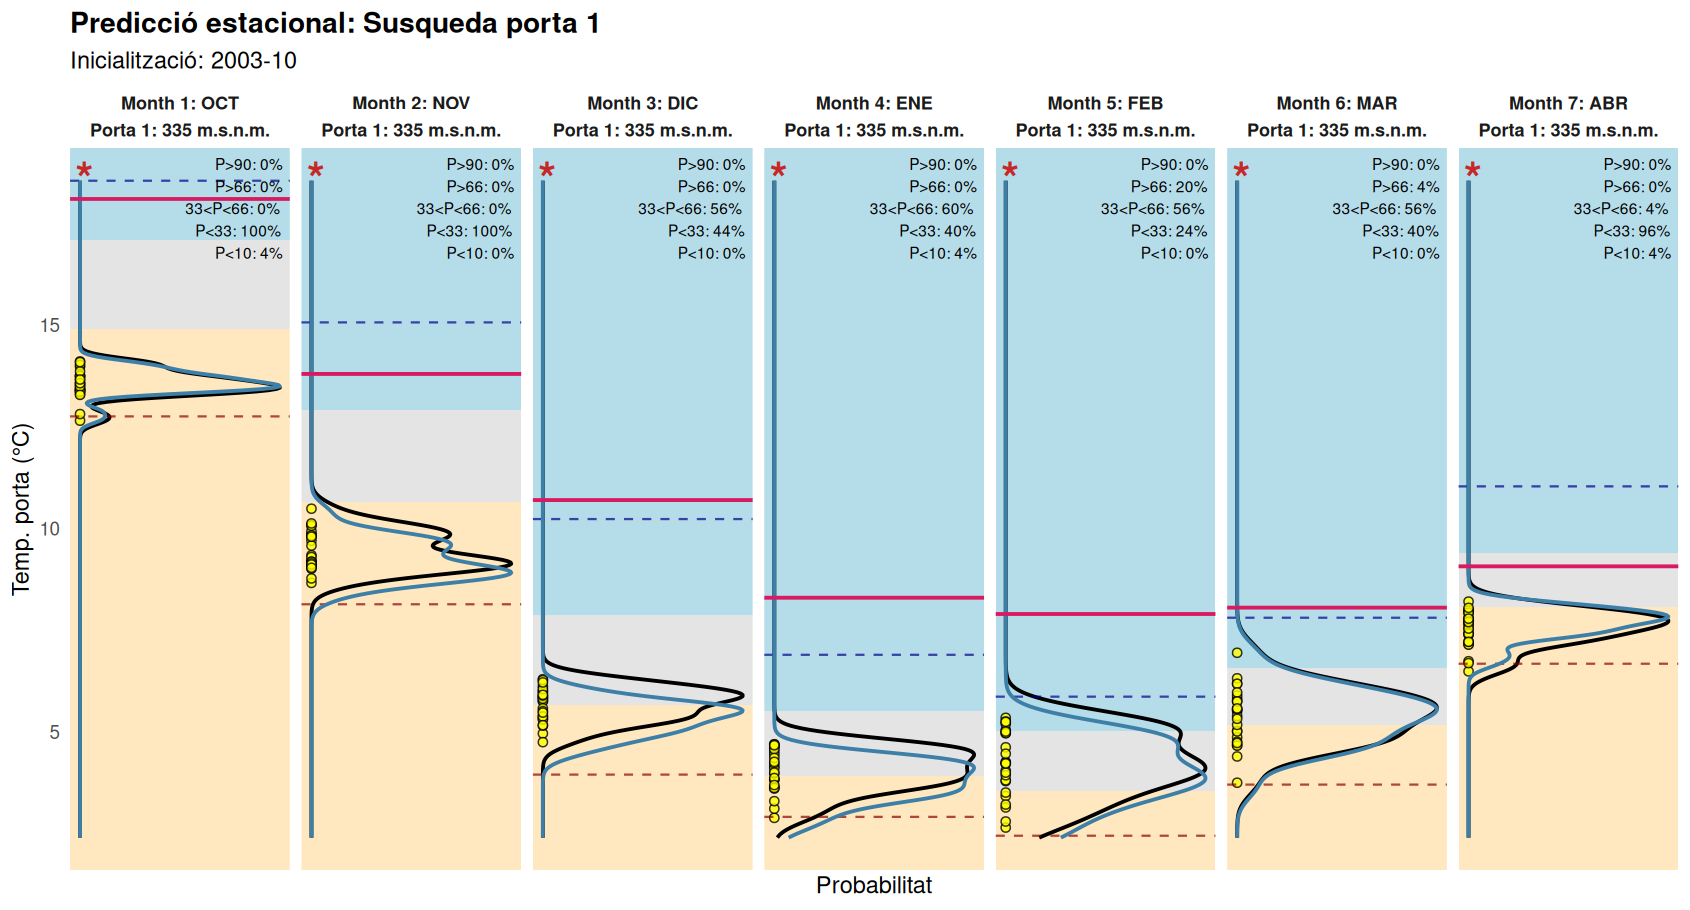 Predicció estacional: Susqueda porta 1
Inicialització: 2003-10
Month 1: OCT
Porta 1: 335 m.s.n.m.
Month 2: NOV
Porta 1: 335 m.s.n.m.
Month 3: DIC
Porta 1: 335 m.s.n.m.
Month 4: ENE
Porta 1: 335 m.s.n.m.
Month 5: FEB
Porta 1: 335 m.s.n.m.
Month 6: MAR
Porta 1: 335 m.s.n.m.
Month 7: ABR
Porta 1: 335 m.s.n.m.
*
P>90: 0%
P>66: 0%
33<P<66: 0%
P<33: 100%
P<10: 4%
*
P>90: 0%
P>66: 0%
33<P<66: 0%
P<33: 100%
P<10: 0%
*
P>90: 0%
P>66: 0%
33<P<66: 56%
P<33: 44%
P<10: 0%
*
P>90: 0%
P>66: 0%
33<P<66: 60%
P<33: 40%
P<10: 4%
*
P>90: 0%
P>66: 20%
33<P<66: 56%
P<33: 24%
P<10: 0%
*
P>90: 0%
P>66: 4%
33<P<66: 56%
P<33: 40%
P<10: 0%
*
P>90: 0%
P>66: 0%
33<P<66: 4%
P<33: 96%
P<10: 4%
15
10
5
Temp. porta (°C)
Probabilitat